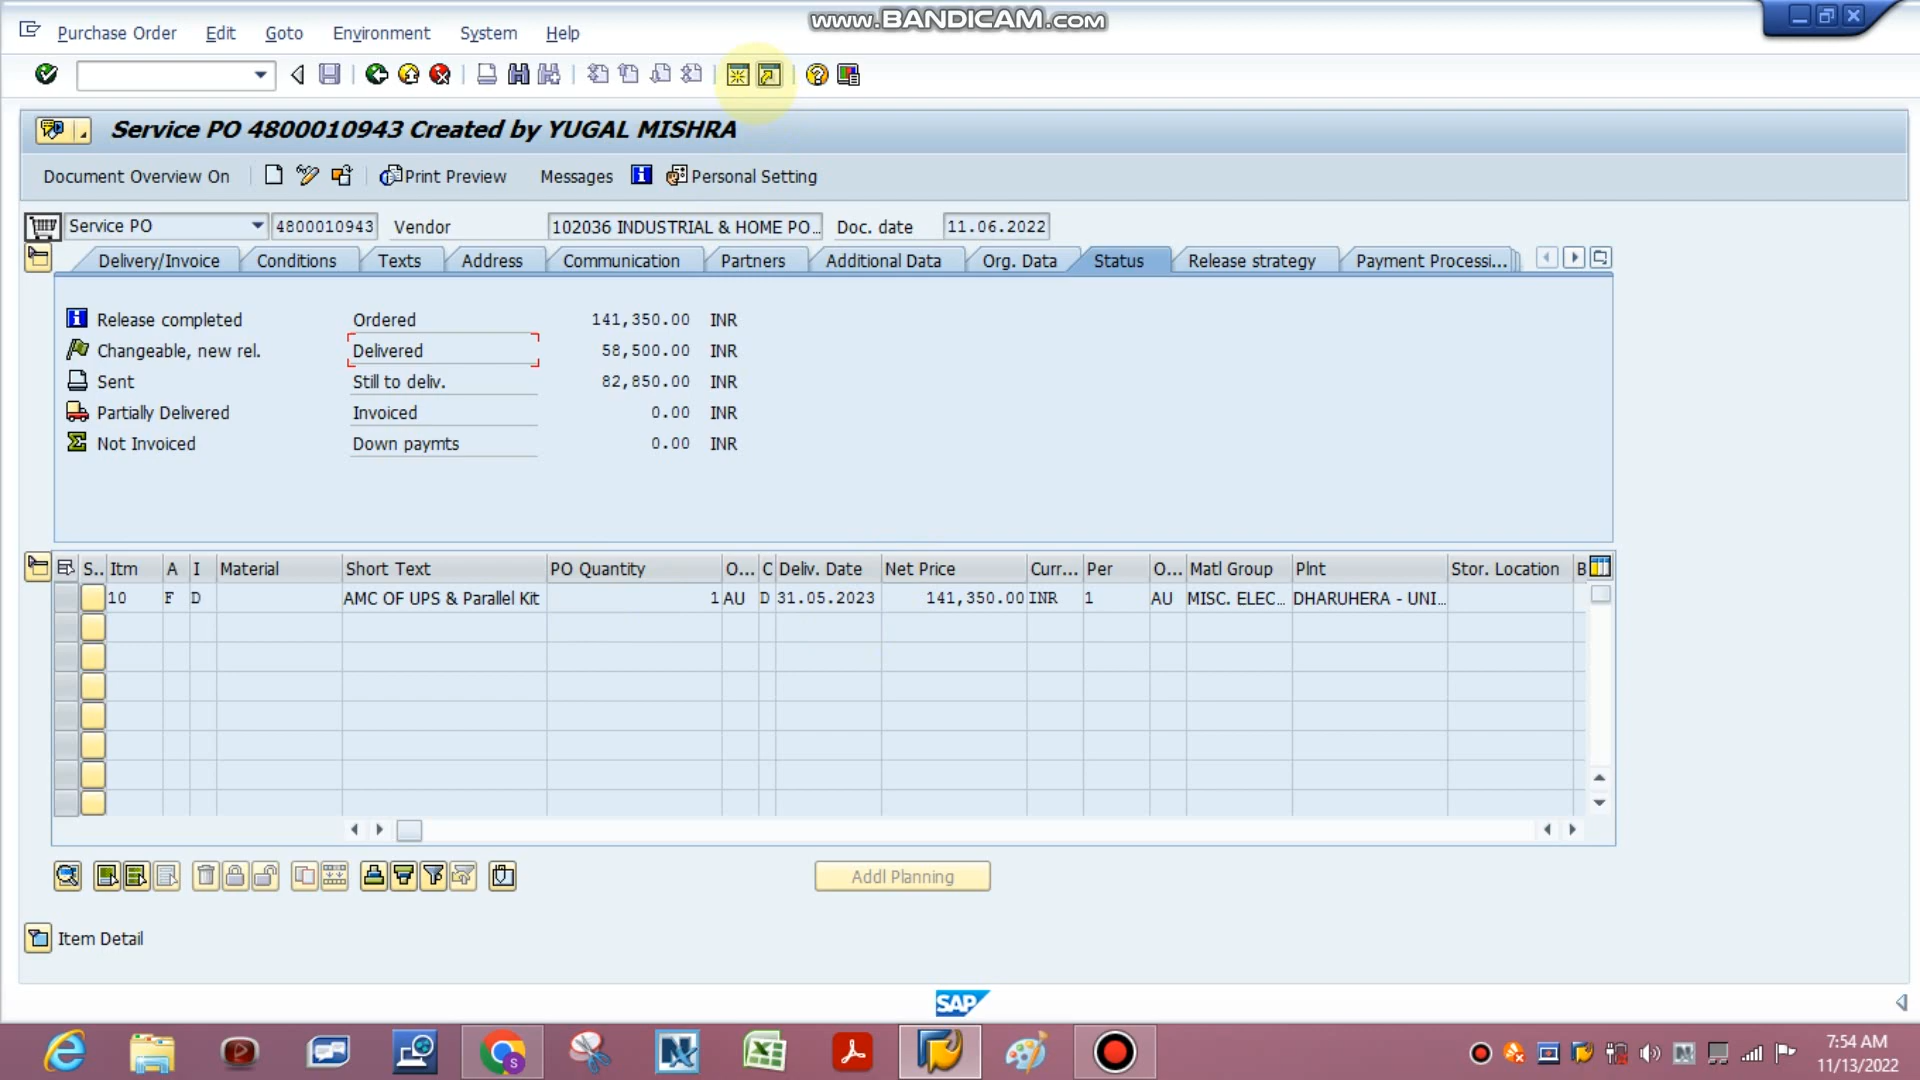 www.BANDICAM.com
Purchase Order Edit Goto Environment System Help
Service PO 4800010943 Created by YUGAL MISHRA
Document Overview On Print Preview Messages Personal Setting
Service PO 4800010943 Vendor 102036 INDUSTRIAL & HOME PO... Doc. date 11.06.2022
Delivery/Invoice Conditions Texts Address Communication Partners Additional Data Org. Data Status Release strategy Payment Processi...
Release completed Ordered 141,350.00 INR
Changeable, new rel. Delivered 58,500.00 INR
Sent Still to deliv. 82,850.00 INR
Partially Delivered Invoiced 0.00 INR
Not Invoiced Down paymts 0.00 INR
S.. Itm A I Material Short Text PO Quantity O... C Deliv. Date Net Price Curr... Per O... Matl Group Plnt Stor. Location B
10 F D AMC OF UPS & Parallel Kit 1 AU D 31.05.2023 141,350.00 INR 1 AU MISC. ELEC... DHARUHERA - UNI...
Addl Planning
Item Detail
SAP
7:54 AM
11/13/2022